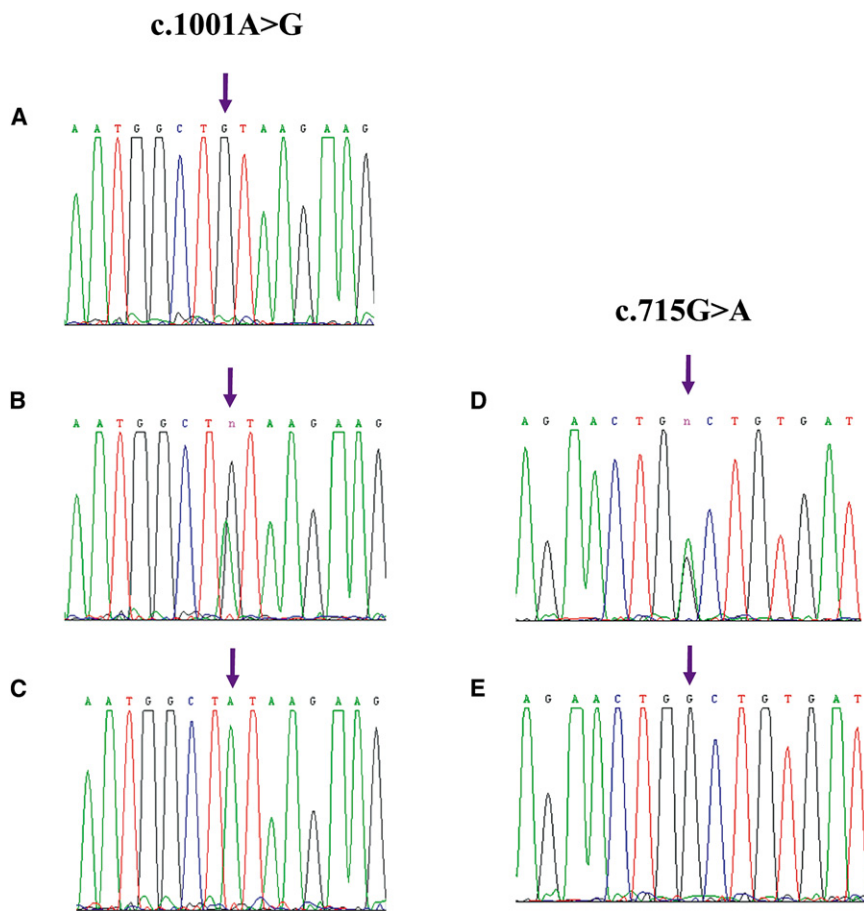 c.1001A>G
A
A A T G G C T G T A A G A A G
c.715G>A
B
A A T G G C T n T A A G A A G
D
A G A A C T G n C T G T G A T
C
A A T G G C T A T A A G A A G
E
A G A A C T G G C T G T G A T